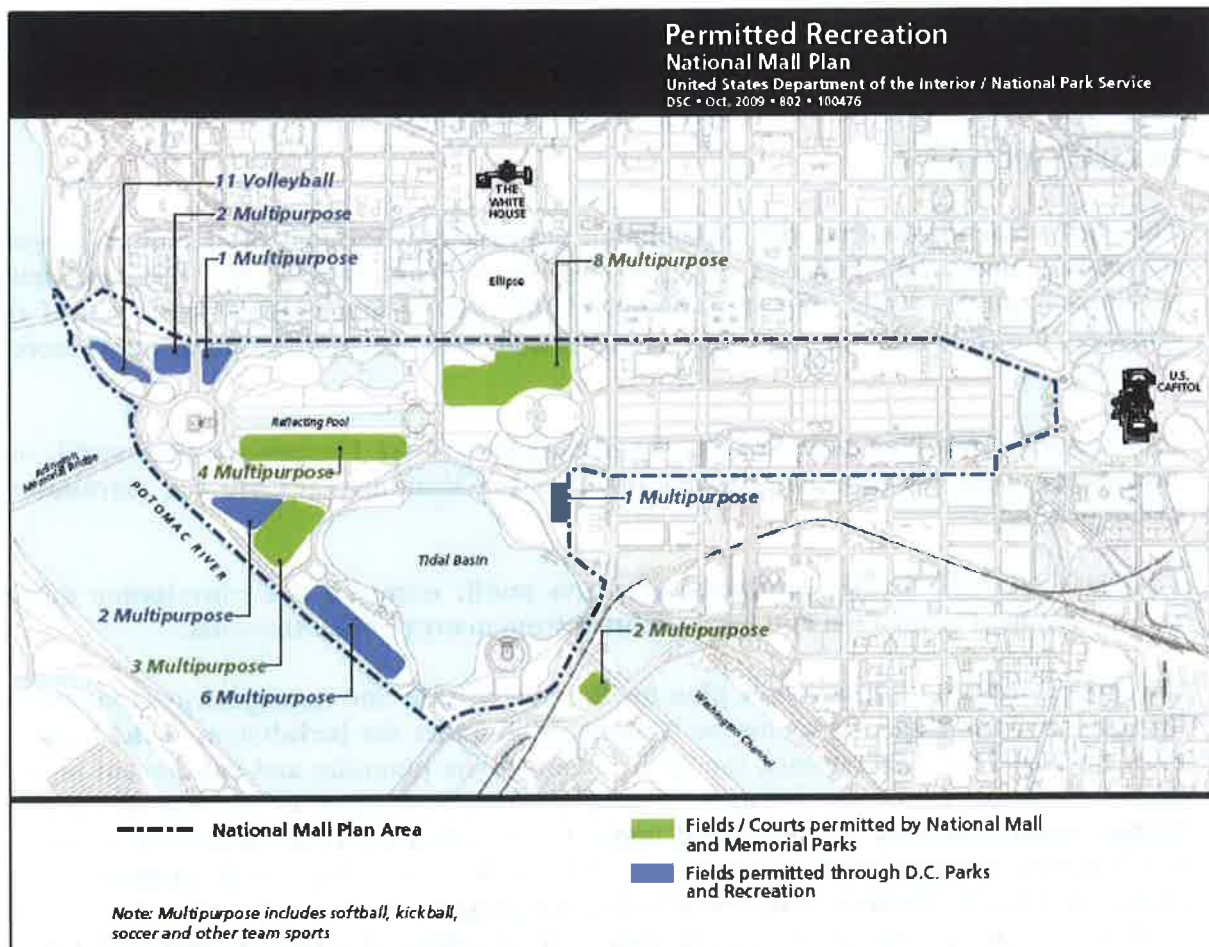 Permitted Recreation
National Mall Plan
United States Department of the Interior / National Park Service
DSC • Oct. 2009 • 802 • 100476
11 Volleyball
2 Multipurpose
1 Multipurpose
THE
WHITE
HOUSE
Ellipse
8 Multipurpose
U.S.
CAPITOL
Reflecting Pool
4 Multipurpose
Arlington
Memorial Bridge
POTOMAC RIVER
1 Multipurpose
Tidal Basin
2 Multipurpose
3 Multipurpose
6 Multipurpose
2 Multipurpose
Washington Channel
National Mall Plan Area
Fields / Courts permitted by National Mall
and Memorial Parks
Fields permitted through D.C. Parks
and Recreation
Note: Multipurpose includes softball, kickball,
soccer and other team sports